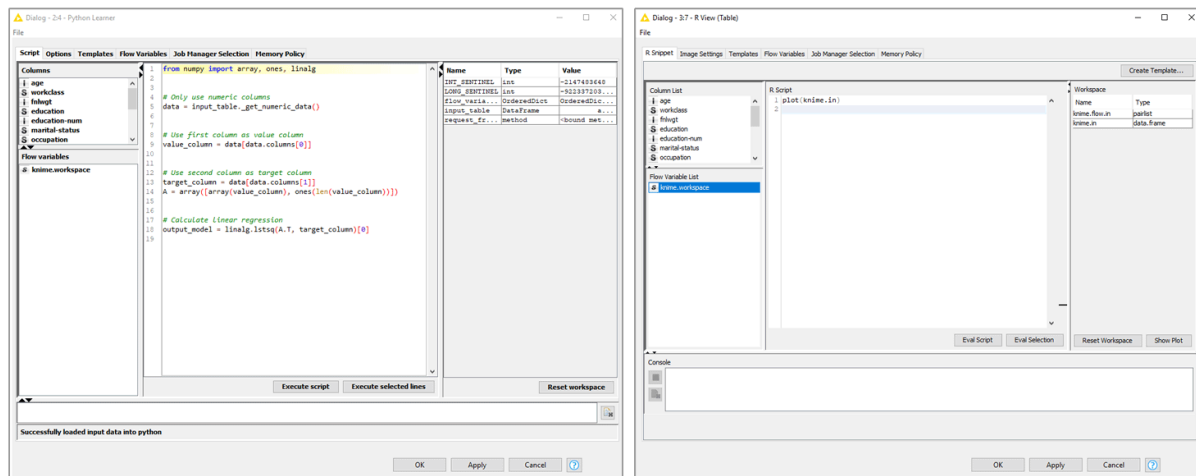 Dialog - 2:4 - Python Learner
File
Script Options Templates Flow Variables Job Manager Selection Memory Policy
Columns
i age
S workclass
i fnlwgt
S education
i education-num
S marital-status
S occupation
Flow variables
s knime.workspace
1 from numpy import array, ones, linalg
2
3
4 # Only use numeric columns
5 data = input_table._get_numeric_data()
6
7
8 # Use first column as value column
9 value_column = data[data.columns[0]]
10
11
12 # Use second column as target column
13 target_column = data[data.columns[1]]
14 A = array([array(value_column), ones(len(value_column))])
15
16
17 # Calculate linear regression
18 output_model = linalg.lstsq(A.T, target_column)[0]
19
Name Type Value
INT_SENTINEL int -2147483648
LONG_SENTINEL int -922337203...
flow_varia... OrderedDict OrderedDic...
input_table DataFrame a...
request_fr... method <bound met...
Execute script Execute selected lines Reset workspace
Successfully loaded input data into python
OK Apply Cancel ?
Dialog - 3:7 - R View (Table)
File
R Snippet Image Settings Templates Flow Variables Job Manager Selection Memory Policy
Create Template...
Column List
i age
S workclass
i fnlwgt
S education
i education-num
S marital-status
S occupation
Flow Variable List
s knime.workspace
R Script
1 plot(knime.in)
2
Workspace
Name Type
knime.flow.in pairlist
knime.in data.frame
Eval Script Eval Selection Reset Workspace Show Plot
Console
OK Apply Cancel ?